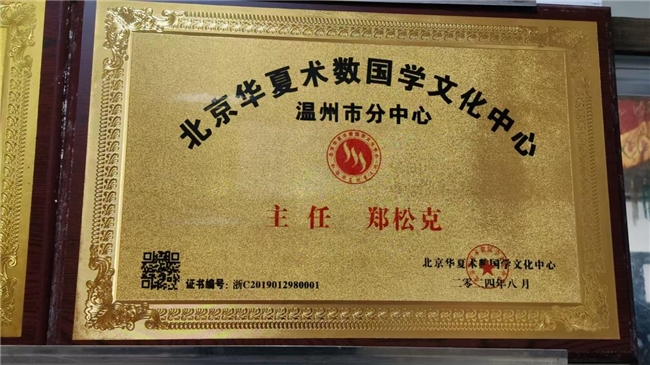 北京华夏术数国学文化中心
温州市分中心
主任 郑松克
证书编号：浙C2019012980001
北京华夏术数国学文化中心
二零二四年八月